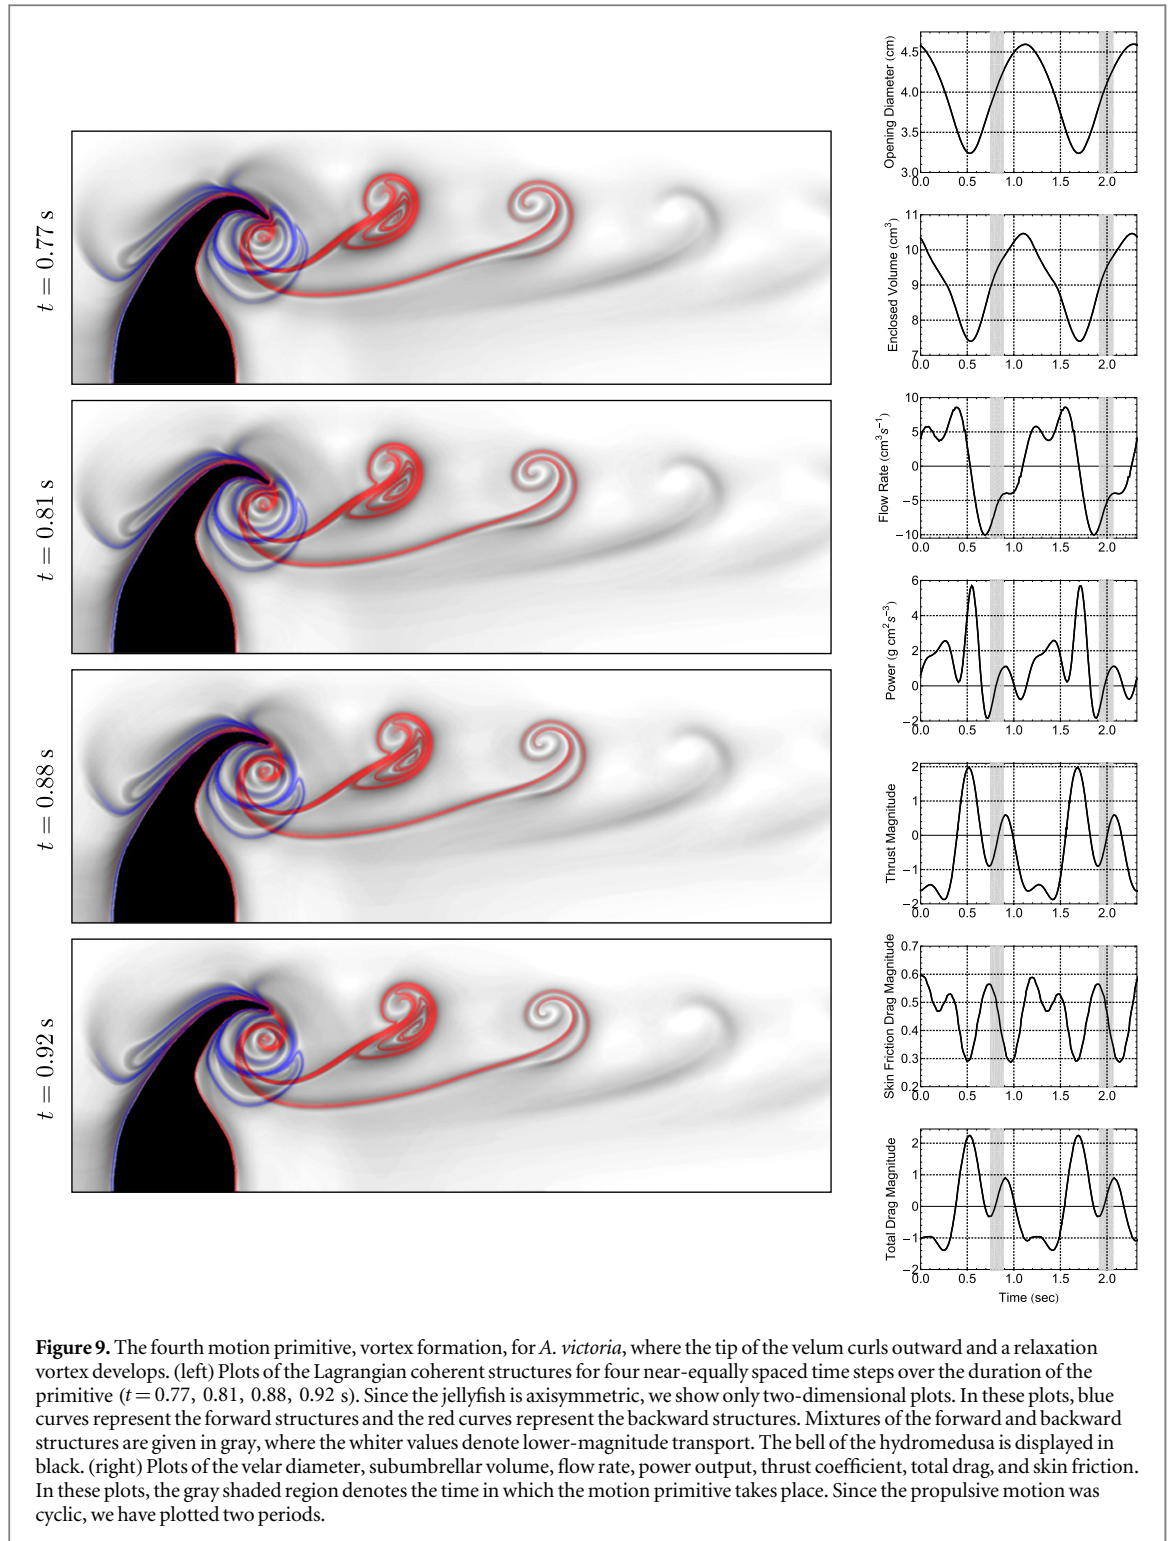 t = 0.77 s
t = 0.81 s
t = 0.88 s
t = 0.92 s
Opening Diameter (cm)
4.5
4.0
3.5
3.0
0.0 0.5 1.0 1.5 2.0
Enclosed Volume (cm³)
11
10
9
8
7
0.0 0.5 1.0 1.5 2.0
Flow Rate (cm³ s⁻¹)
10
5
0
−5
−10
0.0 0.5 1.0 1.5 2.0
Power (g cm² s⁻³)
6
4
2
0
−2
0.0 0.5 1.0 1.5 2.0
Thrust Magnitude
2
1
0
−1
−2
0.0 0.5 1.0 1.5 2.0
Skin Friction Drag Magnitude
0.7
0.6
0.5
0.4
0.3
0.2
0.0 0.5 1.0 1.5 2.0
Total Drag Magnitude
2
1
0
−1
−2
0.0 0.5 1.0 1.5 2.0
Time (sec)
Figure 9. The fourth motion primitive, vortex formation, for A. victoria, where the tip of the velum curls outward and a relaxation
vortex develops. (left) Plots of the Lagrangian coherent structures for four near-equally spaced time steps over the duration of the
primitive (t = 0.77, 0.81, 0.88, 0.92 s). Since the jellyfish is axisymmetric, we show only two-dimensional plots. In these plots, blue
curves represent the forward structures and the red curves represent the backward structures. Mixtures of the forward and backward
structures are given in gray, where the whiter values denote lower-magnitude transport. The bell of the hydromedusa is displayed in
black. (right) Plots of the velar diameter, subumbrellar volume, flow rate, power output, thrust coefficient, total drag, and skin friction.
In these plots, the gray shaded region denotes the time in which the motion primitive takes place. Since the propulsive motion was
cyclic, we have plotted two periods.